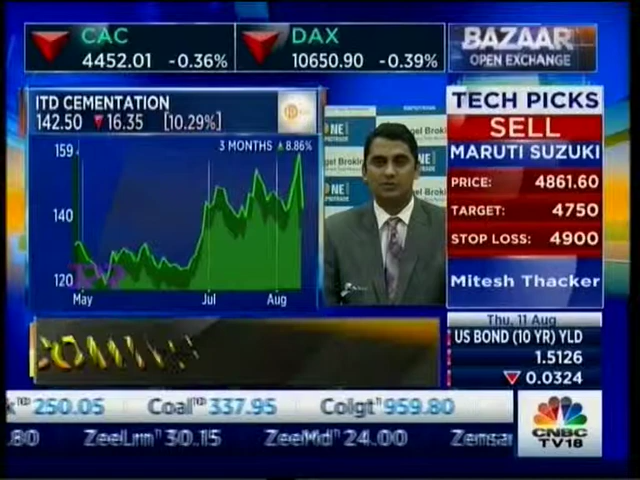 CAC
4452.01 -0.36%
DAX
10650.90 -0.39%
BAZAAR
OPEN EXCHANGE
ITD CEMENTATION
142.50 16.35 [10.29%]
3 MONTHS 8.86%
159
140
120
May Jul Aug
TECH PICKS
SELL
MARUTI SUZUKI
PRICE: 4861.60
TARGET: 4750
STOP LOSS: 4900
Mitesh Thacker
Thu, 11 Aug
US BOND (10 YR) YLD
1.5126
0.0324
k 250.05 Coal 337.95 Colgt 959.80
.80 ZeeLrn 30.15 ZeeMd 24.00 Zensar
CNBC
TV18